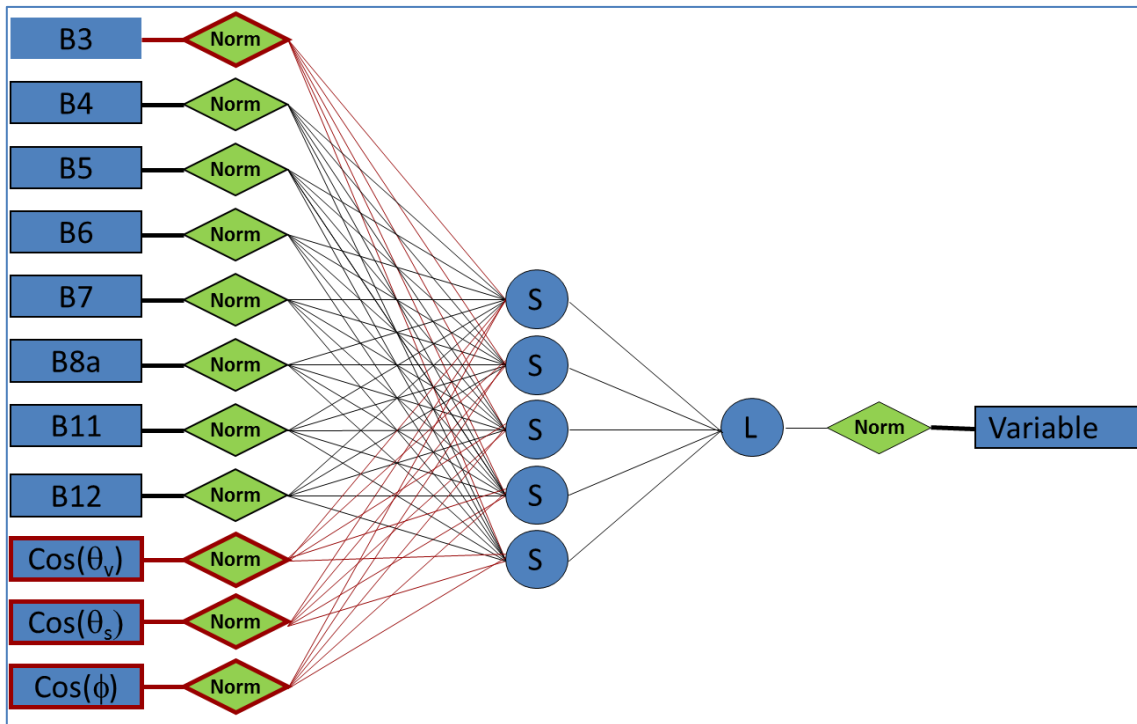 B3 Norm
B4 Norm
B5 Norm
B6 Norm
B7 Norm
B8a Norm
B11 Norm
B12 Norm
Cos(θv) Norm
Cos(θs) Norm
Cos(ϕ) Norm
S
S
S
S
S
L Norm Variable